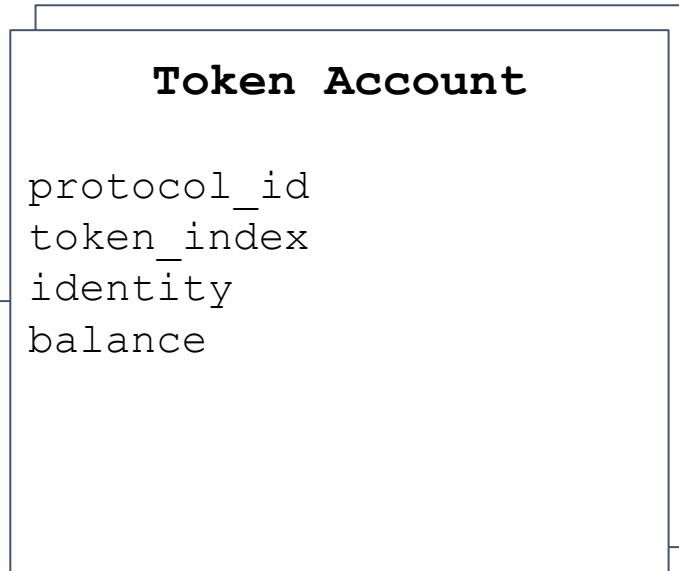 Token Account
protocol_id
token_index
identity
balance